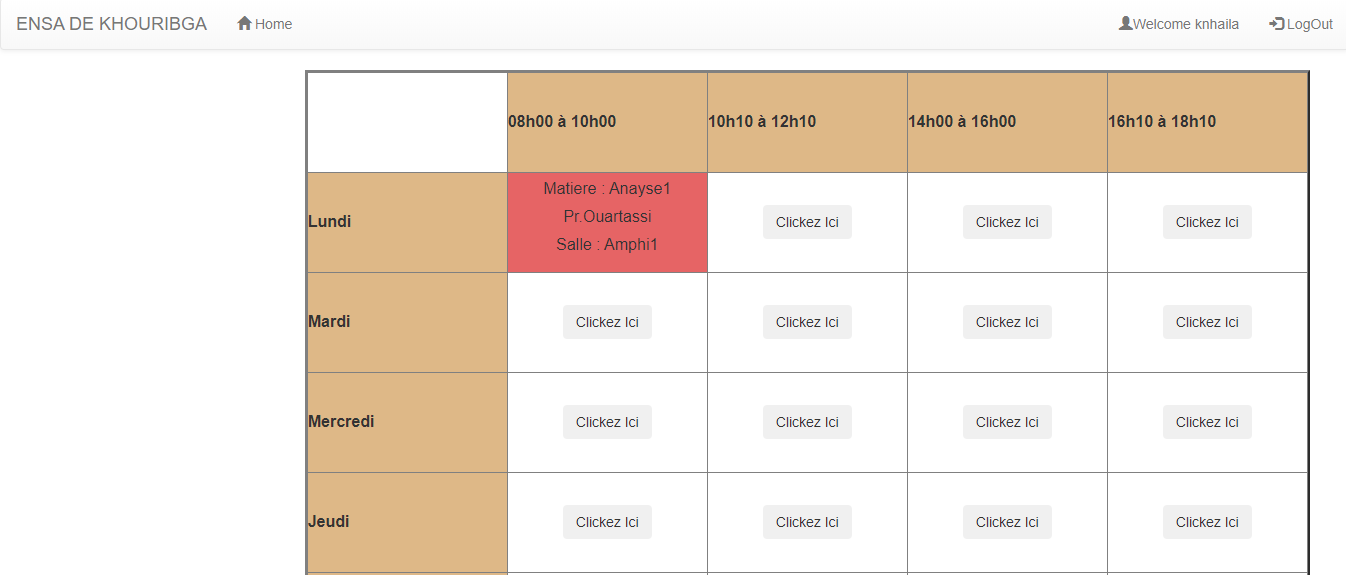 ENSA DE KHOURIBGA Home Welcome knhaila LogOut
08h00 à 10h00 10h10 à 12h10 14h00 à 16h00 16h10 à 18h10
Lundi
Matiere : Anayse1
Pr.Ouartassi
Salle : Amphi1
Clickez Ici Clickez Ici Clickez Ici
Mardi Clickez Ici Clickez Ici Clickez Ici Clickez Ici
Mercredi Clickez Ici Clickez Ici Clickez Ici Clickez Ici
Jeudi Clickez Ici Clickez Ici Clickez Ici Clickez Ici